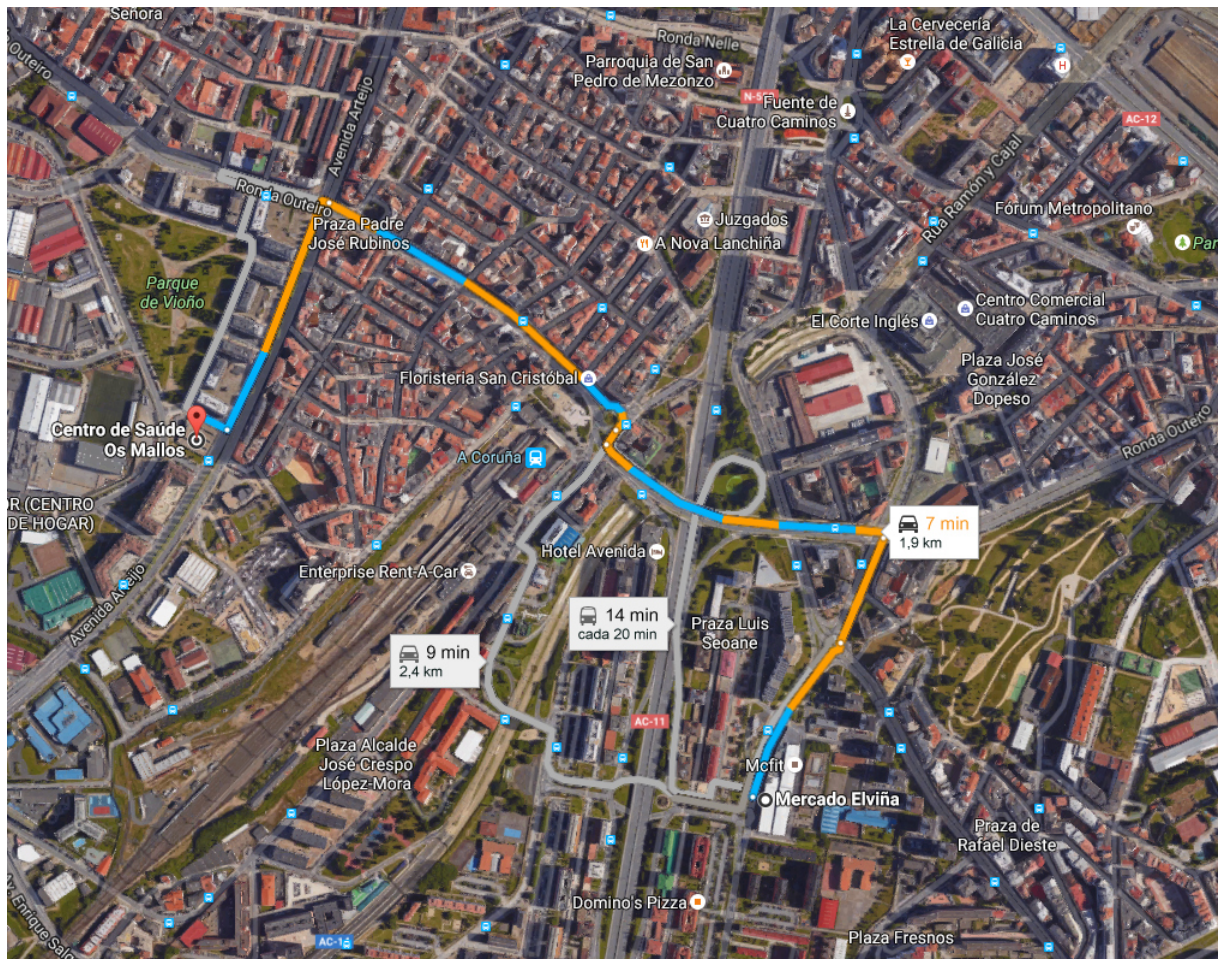 Señora
Outeiro
Ronda Nelle
La Cervecería
Estrella de Galicia
Parroquia de San
Pedro de Mezonzo
H
Avenida Arteijo
N-550
Fuente de
Cuatro Caminos
AC-12
Rúa Ramón y Cajal
Ronda Outeiro
Praza Padre
José Rubinos
Juzgados
A Nova Lanchiña
Fórum Metropolitano
Par
Parque
de Vioño
El Corte Inglés
Centro Comercial
Cuatro Caminos
Plaza José
González
Dopeso
Floristeria San Cristóbal
Centro de Saúde
Os Mallos
A Coruña
Ronda Outeiro
OR (CENTRO
DE HOGAR)
7 min
1,9 km
Hotel Avenida
Enterprise Rent-A-Car
Avenida Arteijo
14 min
cada 20 min
Praza Luis
Seoane
9 min
2,4 km
AC-11
Plaza Alcalde
José Crespo
López-Mora
Mcfit
Mercado Elviña
Praza de
Rafael Dieste
Av Enrique Salg
Domino's Pizza
AC-1
Plaza Fresnos